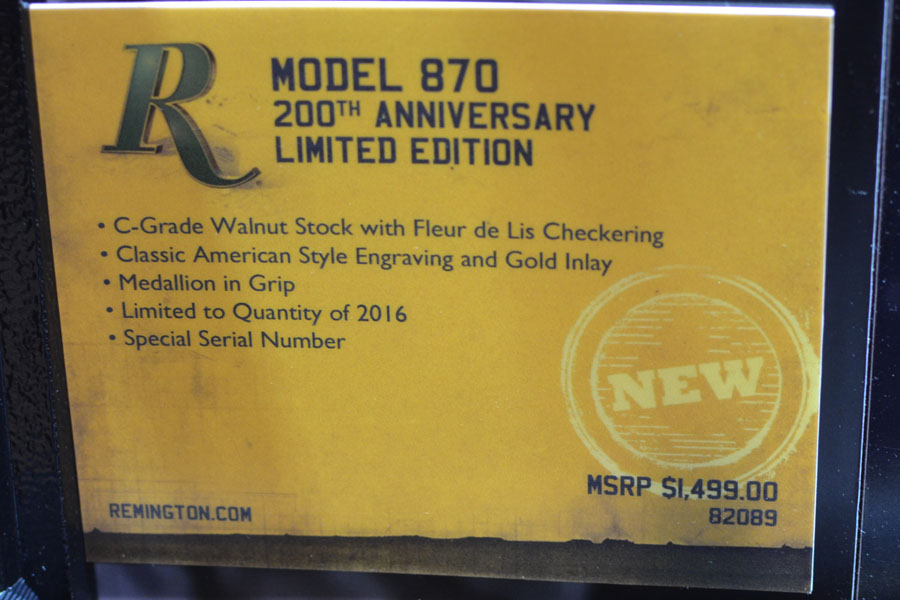 R
MODEL 870
200TH ANNIVERSARY
LIMITED EDITION
• C-Grade Walnut Stock with Fleur de Lis Checkering
• Classic American Style Engraving and Gold Inlay
• Medallion in Grip
• Limited to Quantity of 2016
• Special Serial Number
NEW
MSRP $1,499.00
82089
REMINGTON.COM